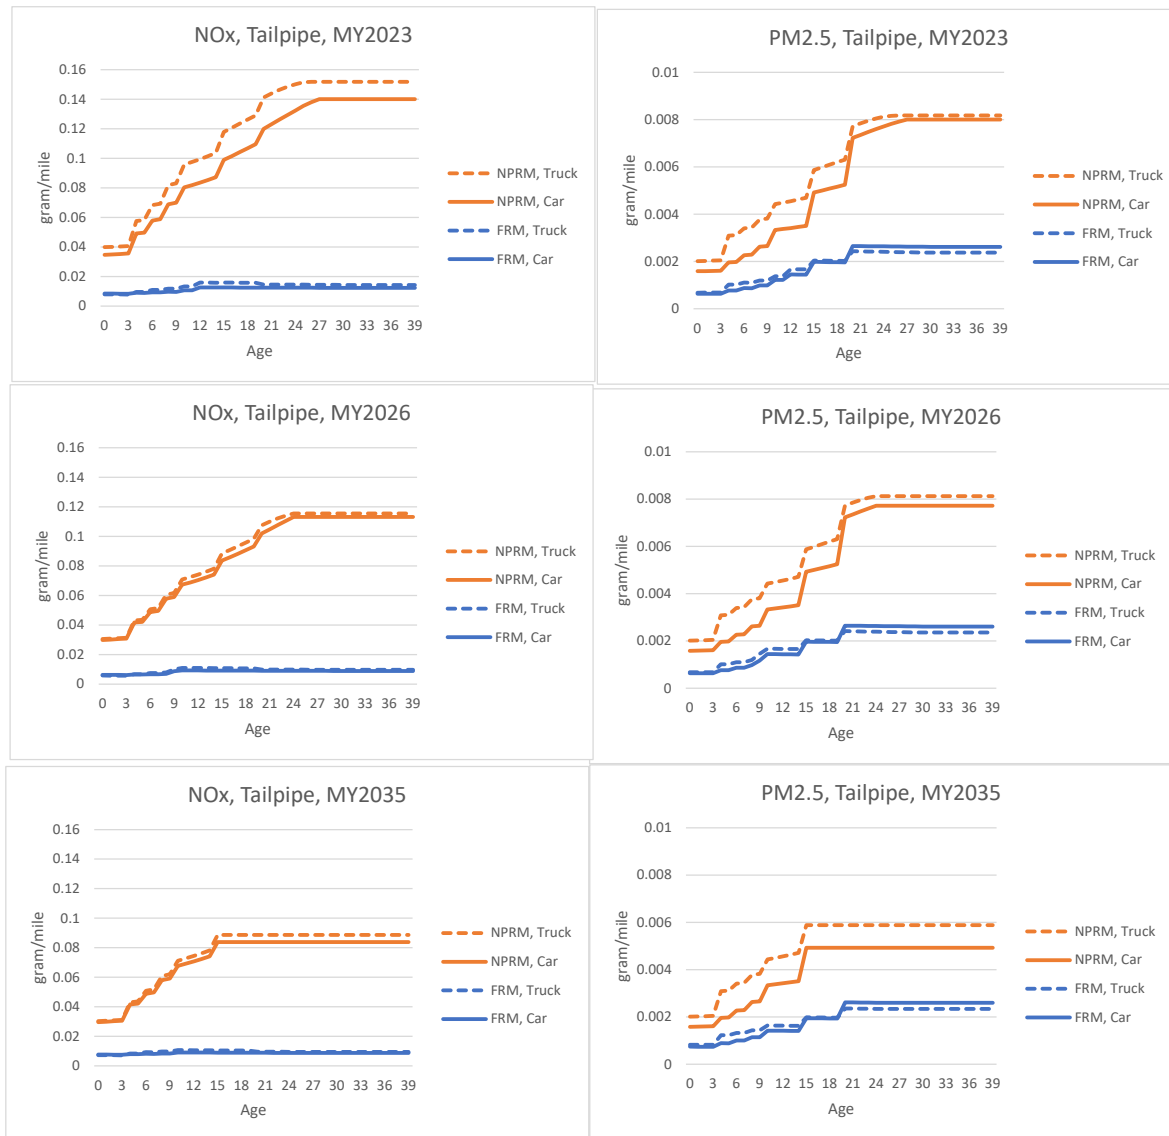 NOx, Tailpipe, MY2023
0.16
0.14
0.12
0.1
0.08
0.06
0.04
0.02
0
gram/mile
0 3 6 9 12 15 18 21 24 27 30 33 36 39
Age
NPRM, Truck
NPRM, Car
FRM, Truck
FRM, Car
PM2.5, Tailpipe, MY2023
0.01
0.008
0.006
0.004
0.002
0
gram/mile
0 3 6 9 12 15 18 21 24 27 30 33 36 39
Age
NPRM, Truck
NPRM, Car
FRM, Truck
FRM, Car
NOx, Tailpipe, MY2026
0.16
0.14
0.12
0.1
0.08
0.06
0.04
0.02
0
gram/mile
0 3 6 9 12 15 18 21 24 27 30 33 36 39
Age
NPRM, Truck
NPRM, Car
FRM, Truck
FRM, Car
PM2.5, Tailpipe, MY2026
0.01
0.008
0.006
0.004
0.002
0
gram/mile
0 3 6 9 12 15 18 21 24 27 30 33 36 39
Age
NPRM, Truck
NPRM, Car
FRM, Truck
FRM, Car
NOx, Tailpipe, MY2035
0.16
0.14
0.12
0.1
0.08
0.06
0.04
0.02
0
gram/mile
0 3 6 9 12 15 18 21 24 27 30 33 36 39
Age
NPRM, Truck
NPRM, Car
FRM, Truck
FRM, Car
PM2.5, Tailpipe, MY2035
0.01
0.008
0.006
0.004
0.002
0
gram/mile
0 3 6 9 12 15 18 21 24 27 30 33 36 39
Age
NPRM, Truck
NPRM, Car
FRM, Truck
FRM, Car